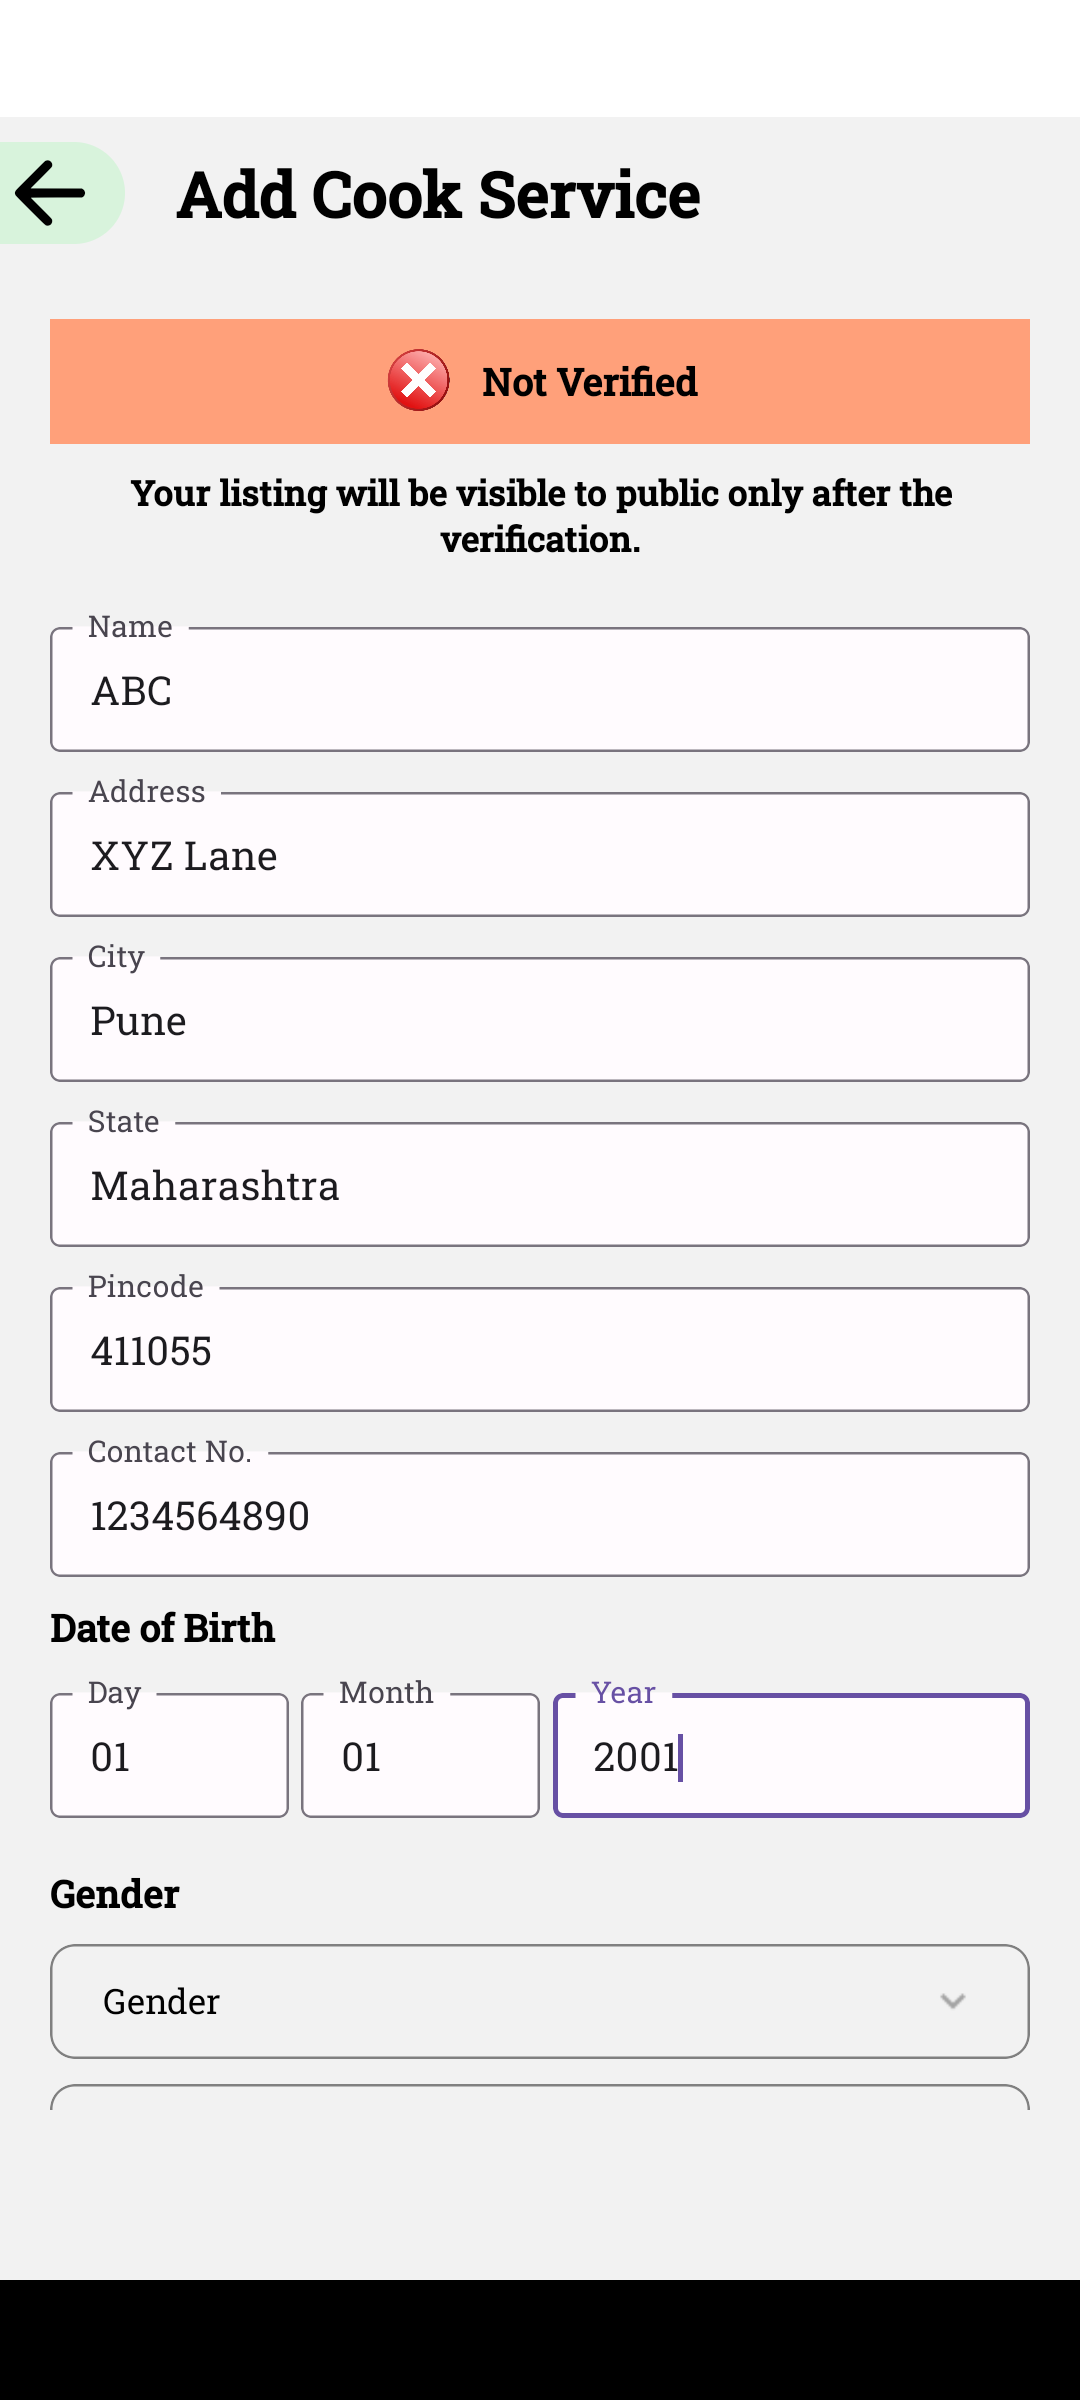 Add Cook Service
Not Verified
Your listing will be visible to public only after the
verification.
Name
ABC
Address
XYZ Lane
City
Pune
State
Maharashtra
Pincode
411055
Contact No.
1234564890
Date of Birth
Day
01
Month
01
Year
2001
Gender
Gender